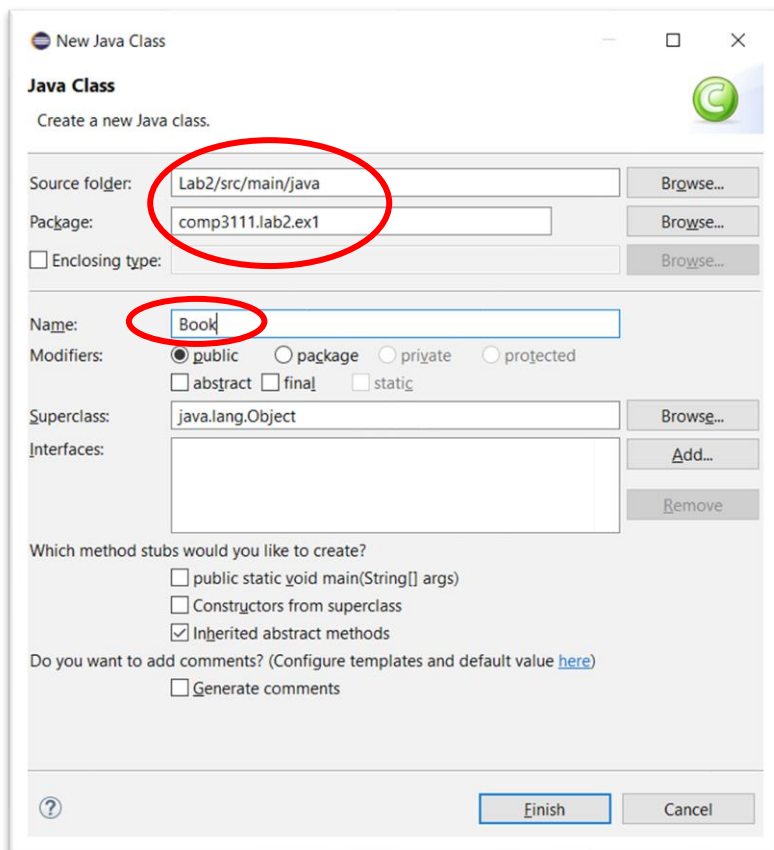 New Java Class
Java Class
Create a new Java class.
Source folder: Lab2/src/main/java Browse...
Package: comp3111.lab2.ex1 Browse...
Enclosing type: Browse...
Name: Book
Modifiers: public package private protected
abstract final static
Superclass: java.lang.Object Browse...
Interfaces: Add...
Remove
Which method stubs would you like to create?
public static void main(String[] args)
Constructors from superclass
Inherited abstract methods
Do you want to add comments? (Configure templates and default value here)
Generate comments
? Finish Cancel